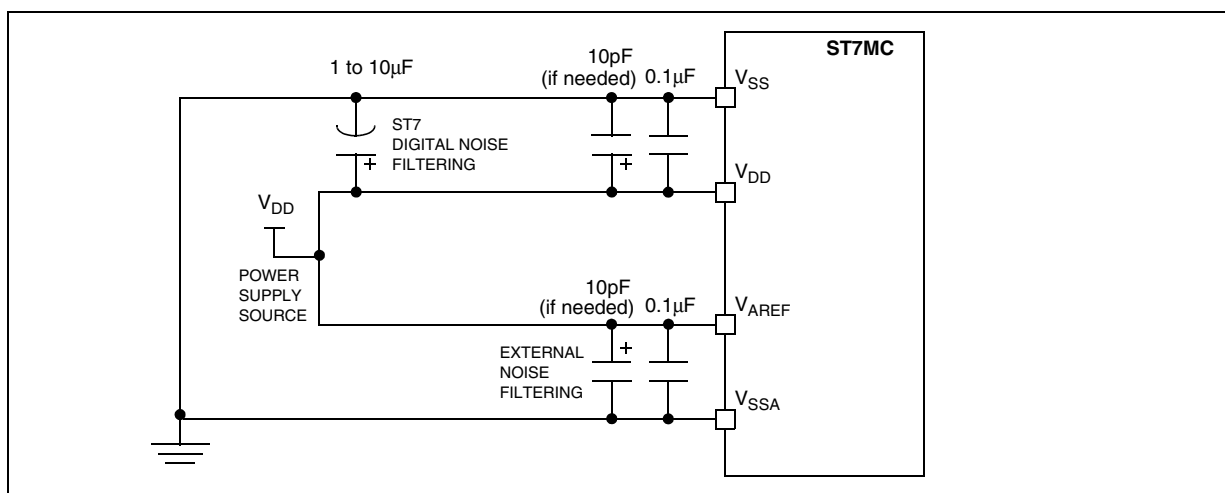 ST7MC
10pF
(if needed)
0.1μF
1 to 10μF
VSS
ST7
DIGITAL NOISE
FILTERING
+
+
VDD
VDD
POWER
SUPPLY
SOURCE
10pF
(if needed)
0.1μF
VAREF
EXTERNAL
NOISE
FILTERING
+
VSSA